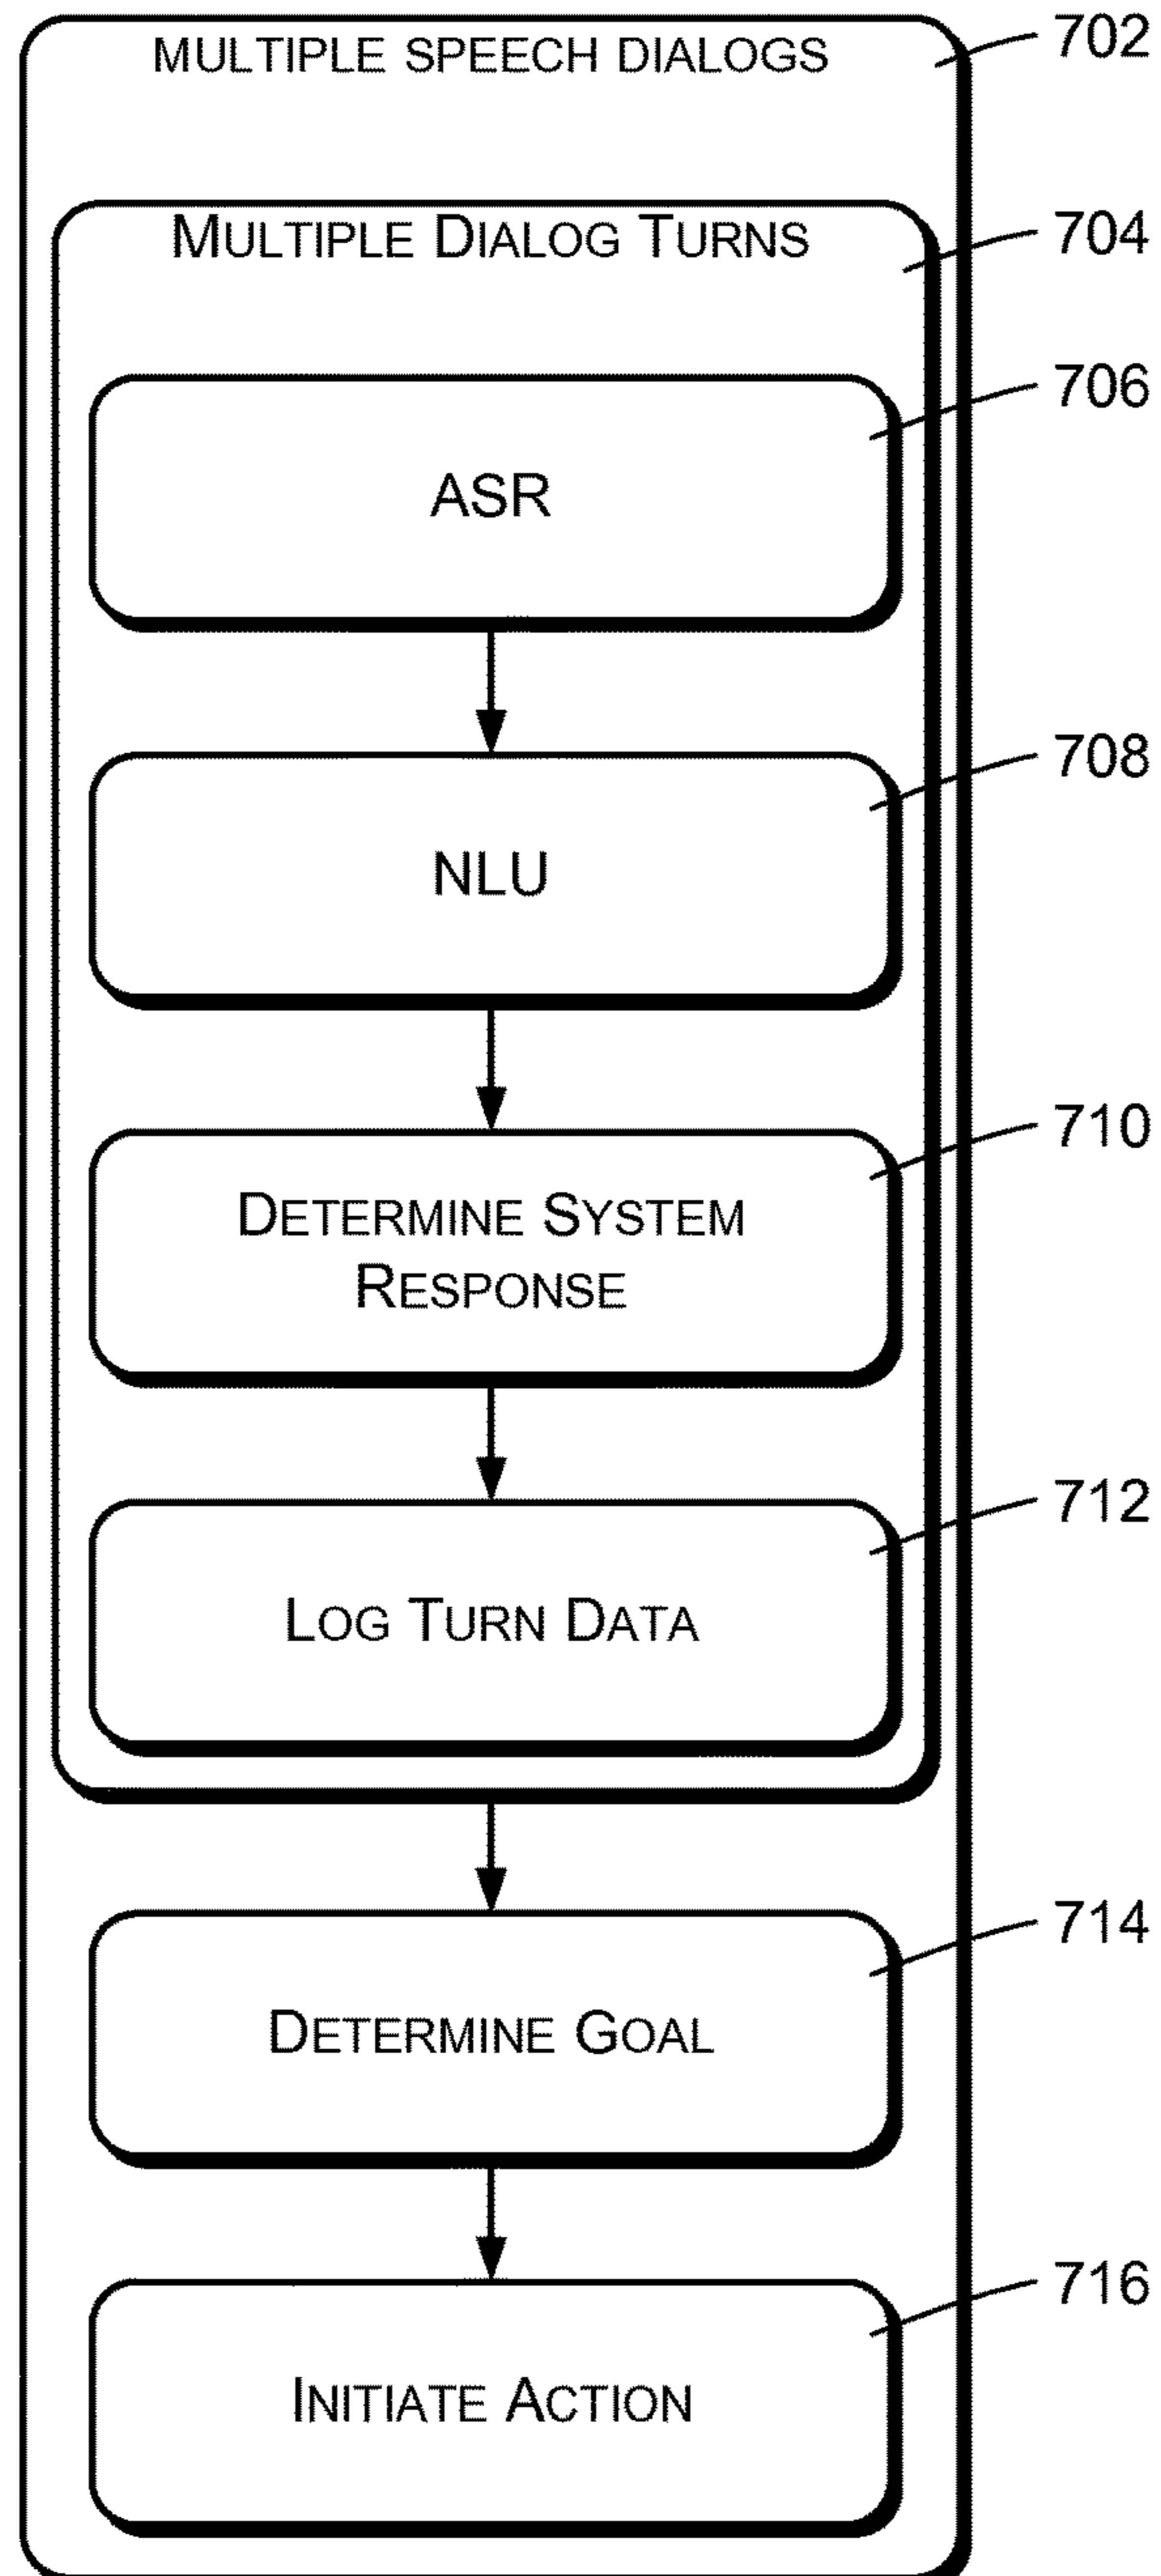 MULTIPLE SPEECH DIALOGS
702
MULTIPLE DIALOG TURNS
704
706
ASR
708
NLU
710
DETERMINE SYSTEM
RESPONSE
712
LOG TURN DATA
714
DETERMINE GOAL
716
INITIATE ACTION